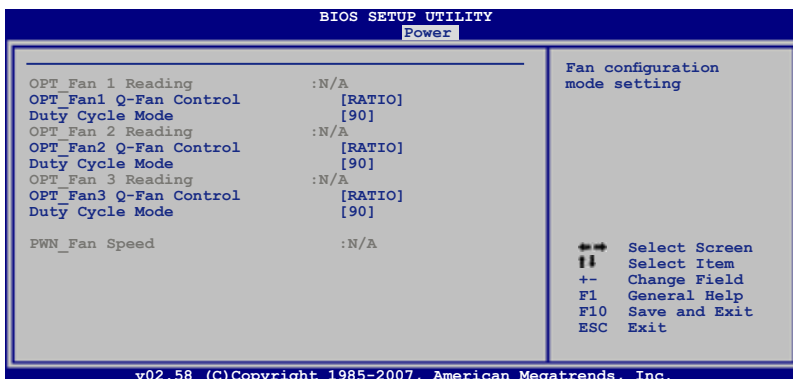 BIOS SETUP UTILITY
Power
OPT_Fan 1 Reading :N/A
OPT_Fan1 Q-Fan Control [RATIO]
Duty Cycle Mode [90]
OPT_Fan 2 Reading :N/A
OPT_Fan2 Q-Fan Control [RATIO]
Duty Cycle Mode [90]
OPT_Fan 3 Reading :N/A
OPT_Fan3 Q-Fan Control [RATIO]
Duty Cycle Mode [90]
PWN_Fan Speed :N/A
Fan configuration
mode setting
Select Screen
Select Item
+- Change Field
F1 General Help
F10 Save and Exit
ESC Exit
v02.58 (C)Copyright 1985-2007, American Megatrends, Inc.